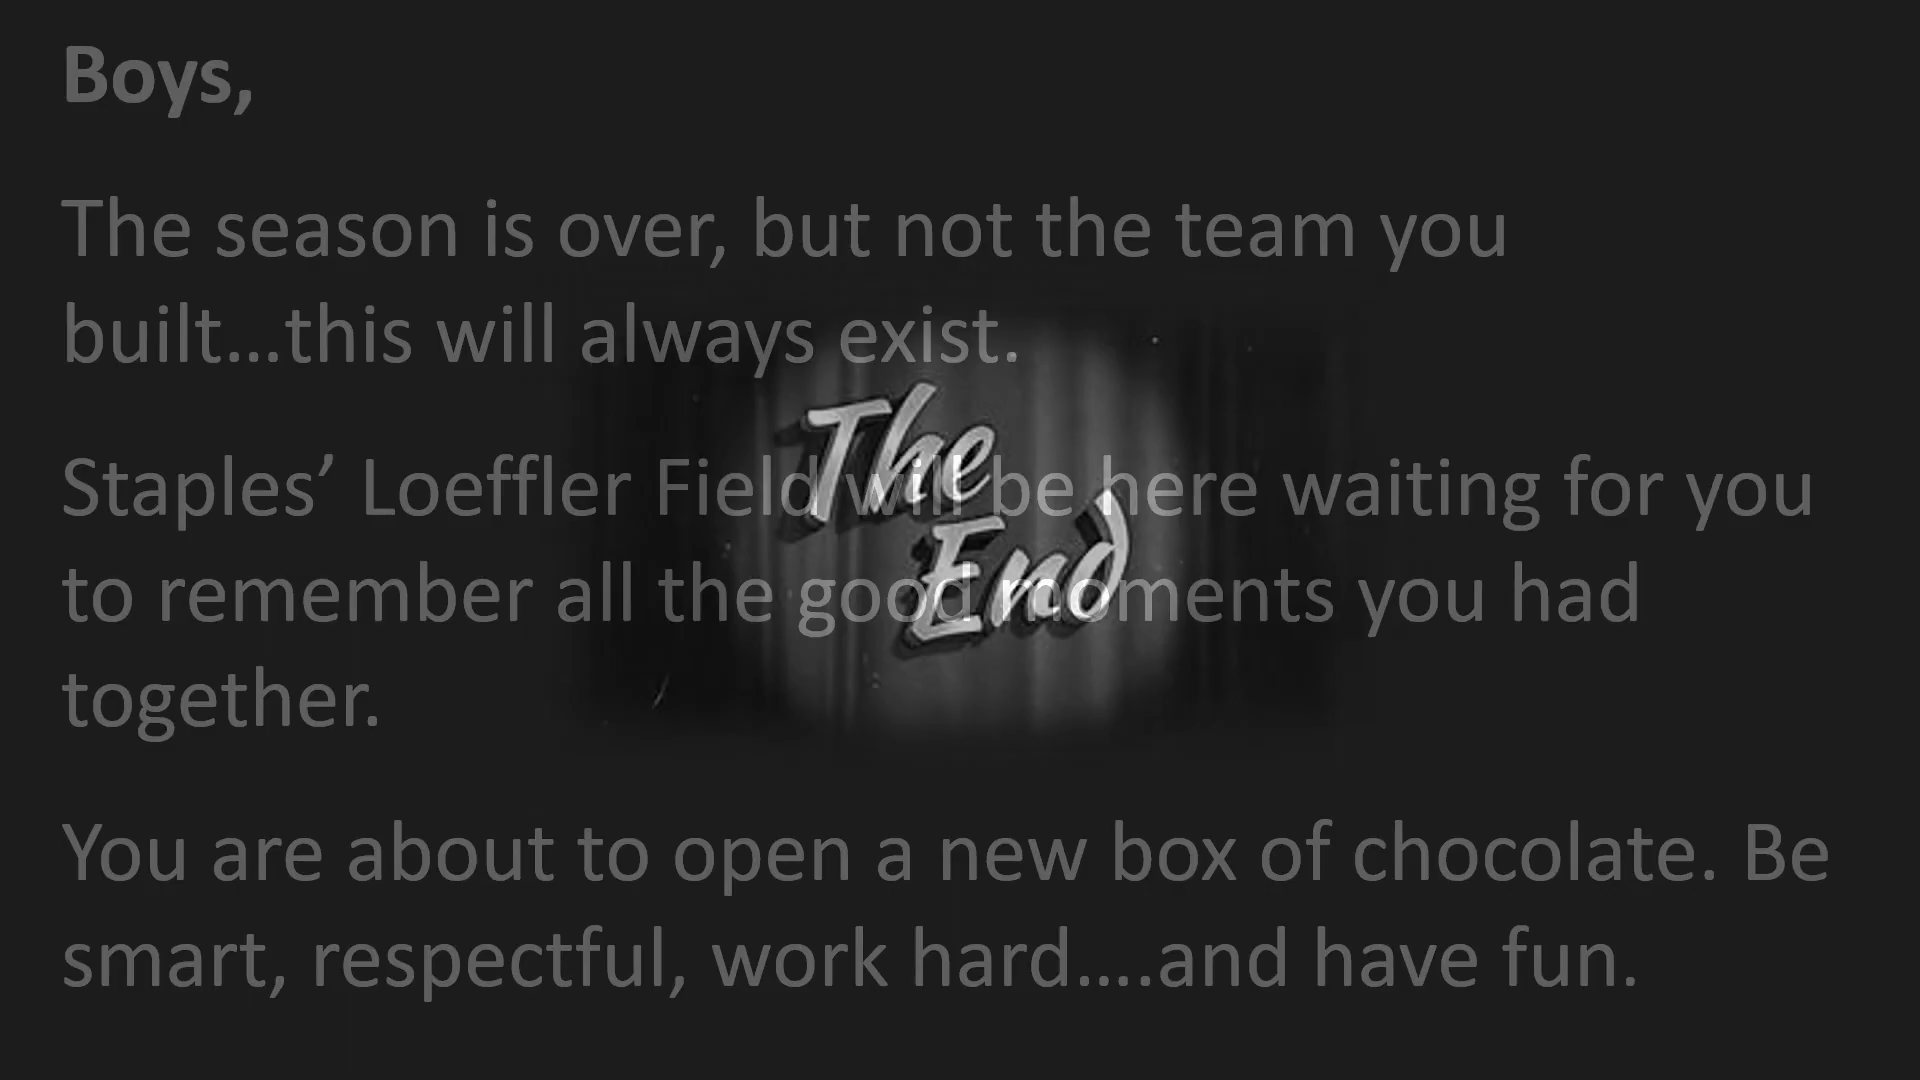 Boys,
The season is over, but not the team you
built...this will always exist.
Staples’ Loeffler Field will be here waiting for you
to remember all the good moments you had
together.
You are about to open a new box of chocolate. Be
smart, respectful, work hard....and have fun.
The
End